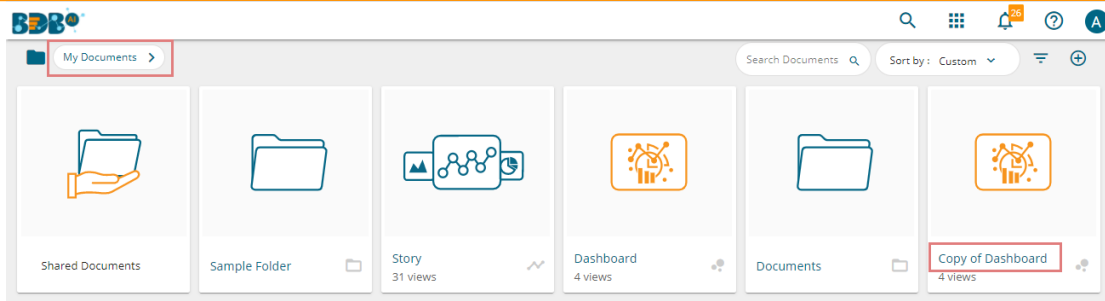 BDB AI
26
A
My Documents
Search Documents
Sort by : Custom
Shared Documents
Sample Folder
Story
31 views
Dashboard
4 views
Documents
Copy of Dashboard
4 views